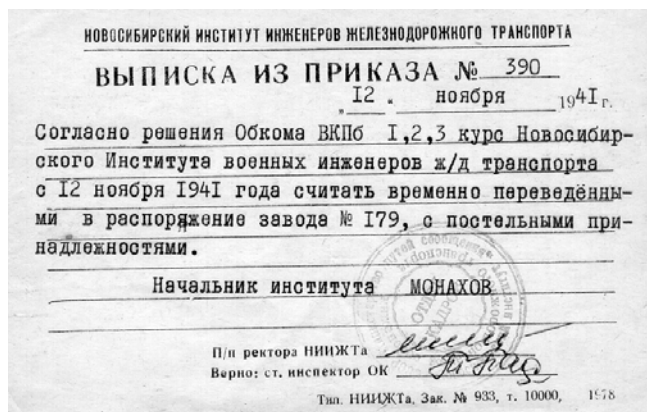 НОВОСИБИРСКИЙ ИНСТИТУТ ИНЖЕНЕРОВ ЖЕЛЕЗНОДОРОЖНОГО ТРАНСПОРТА
ВЫПИСКА ИЗ ПРИКАЗА № 390
„ I2 “ ноября 194I г.
Согласно решения Обкома ВКПб I,2,3 курс Новосибир-
ского Института военных инженеров ж/д транспорта
с I2 ноября I94I года считать временно переведённы-
ми в распоряжение завода № I79, с постельными при-
надлежностями.
Начальник института МОНАХОВ
П/п ректора НИИЖТа
Верно: ст. инспектор ОК
Тип. НИИЖТа, Зак. № 933, т. 10000, 1978
ОТДЕЛ КАДРОВ